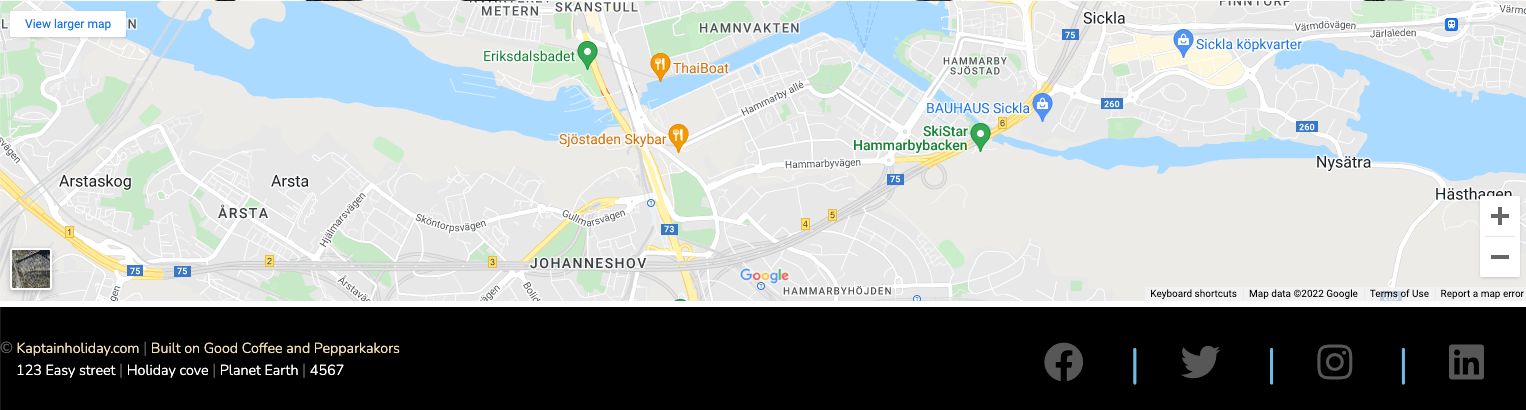 METERN
SKANSTULL
View larger map
N
HAMNVAKTEN
Sickla
Värmdövägen
Järlaleden
75
Eriksdalsbadet
ThaiBoat
HAMMARBY
SJÖSTAD
Sickla köpkvarter
Hammarby allé
BAUHAUS Sickla
260
6
260
SkiStar
Hammarbybacken
Sjöstaden Skybar
Hammarbyvägen
Nysätra
75
Årstaskog
Årsta
Hästhagen
ÅRSTA
Hjälmarsvägen
Sköntorpsvägen
Gullmarsvägen
73
5
4
1
2
3
JOHANNESHOV
75
75
Google
HAMMARBYHÖJDEN
Keyboard shortcuts
Map data ©2022 Google
Terms of Use
Report a map error
© Kaptainholiday.com | Built on Good Coffee and Pepparkakors
123 Easy street | Holiday cove | Planet Earth | 4567